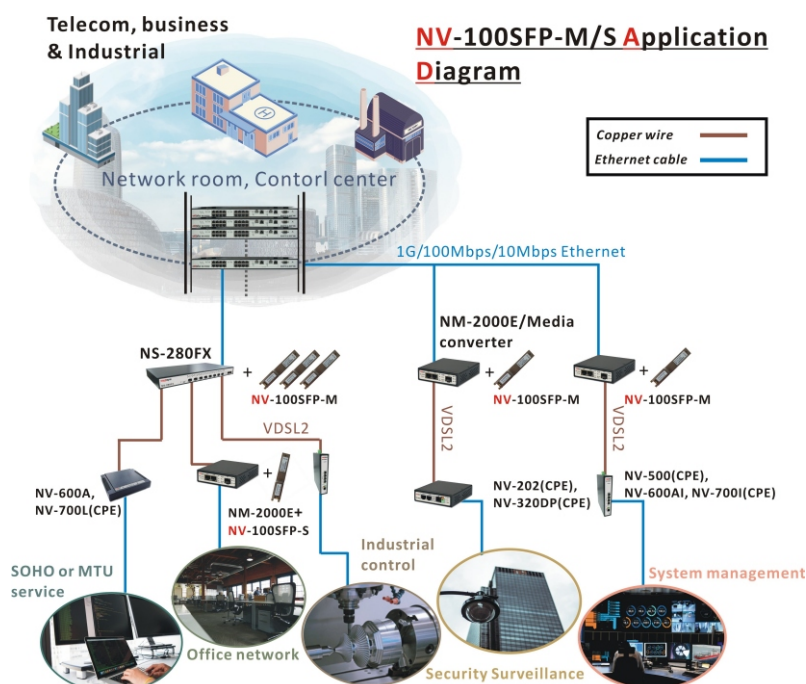 Telecom, business
& Industrial
NV-100SFP-M/S Application
Diagram
Copper wire
Ethernet cable
Network room, Contorl center
1G/100Mbps/10Mbps Ethernet
NM-2000E/Media
converter
NS-280FX
+
NV-100SFP-M
+
NV-100SFP-M
+
NV-100SFP-M
VDSL2
VDSL2
VDSL2
NV-600A,
NV-700L(CPE)
+
NM-2000E+
NV-100SFP-S
NV-202(CPE),
NV-320DP(CPE)
NV-500(CPE),
NV-600AI, NV-700I(CPE)
SOHO or MTU
service
Office network
Industrial
control
Security Surveillance
System management